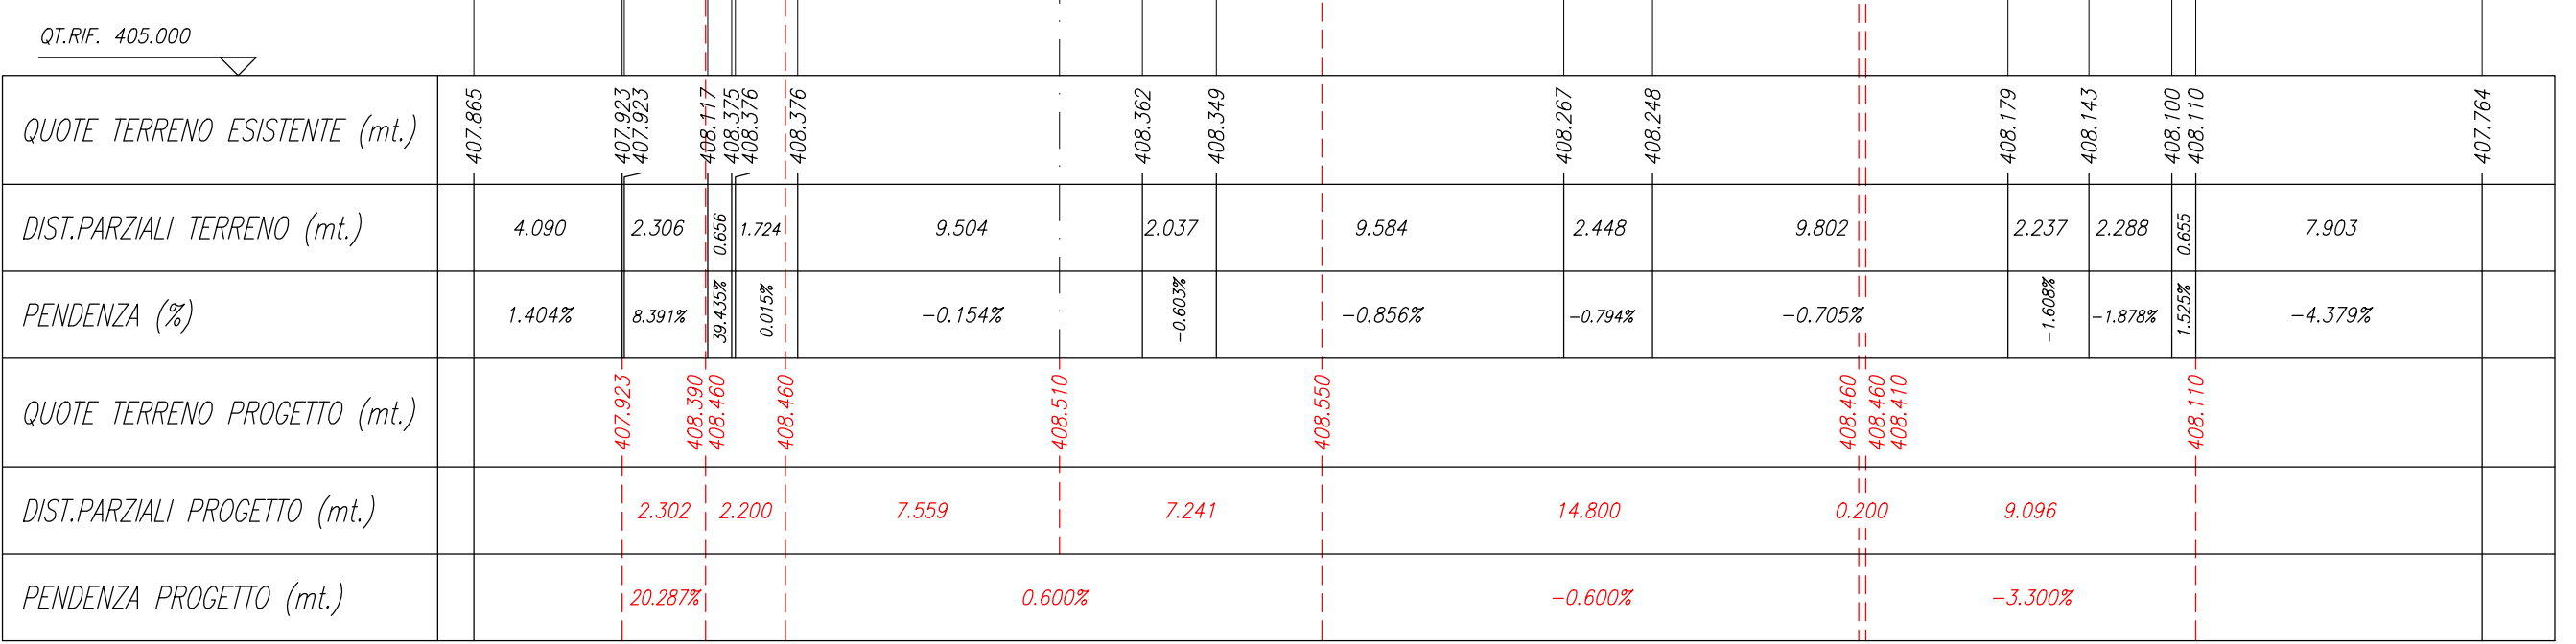 QT.RIF. 405.000
QUOTE TERRENO ESISTENTE (mt.) 407.865 407.923 407.923 408.117 408.375 408.376 408.376 408.362 408.349 408.267 408.248 408.179 408.143 408.100 408.110 407.764
DIST.PARZIALI TERRENO (mt.) 4.090 2.306 0.656 1.724 9.504 2.037 9.584 2.448 9.802 2.237 2.288 0.655 7.903
PENDENZA (%) 1.404% 8.391% 39.435% 0.015% −0.154% −0.603% −0.856% −0.794% −0.705% −1.608% −1.878% 1.525% −4.379%
QUOTE TERRENO PROGETTO (mt.) 407.923 408.390 408.460 408.460 408.510 408.550 408.460 408.460 408.410 408.110
DIST.PARZIALI PROGETTO (mt.) 2.302 2.200 7.559 7.241 14.800 0.200 9.096
PENDENZA PROGETTO (mt.) 20.287% 0.600% −0.600% −3.300%